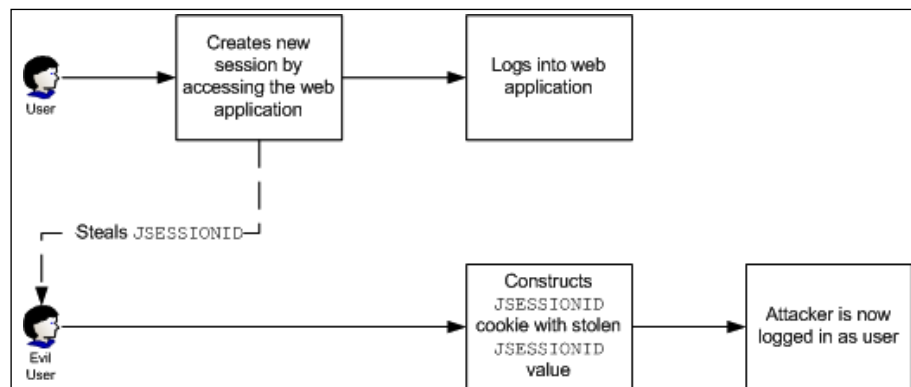 Creates new
session by
accessing the web
application
Logs into web
application
User
Steals JSESSIONID
Constructs
JSESSIONID
cookie with stolen
JSESSIONID
value
Attacker is now
logged in as user
Evil
User